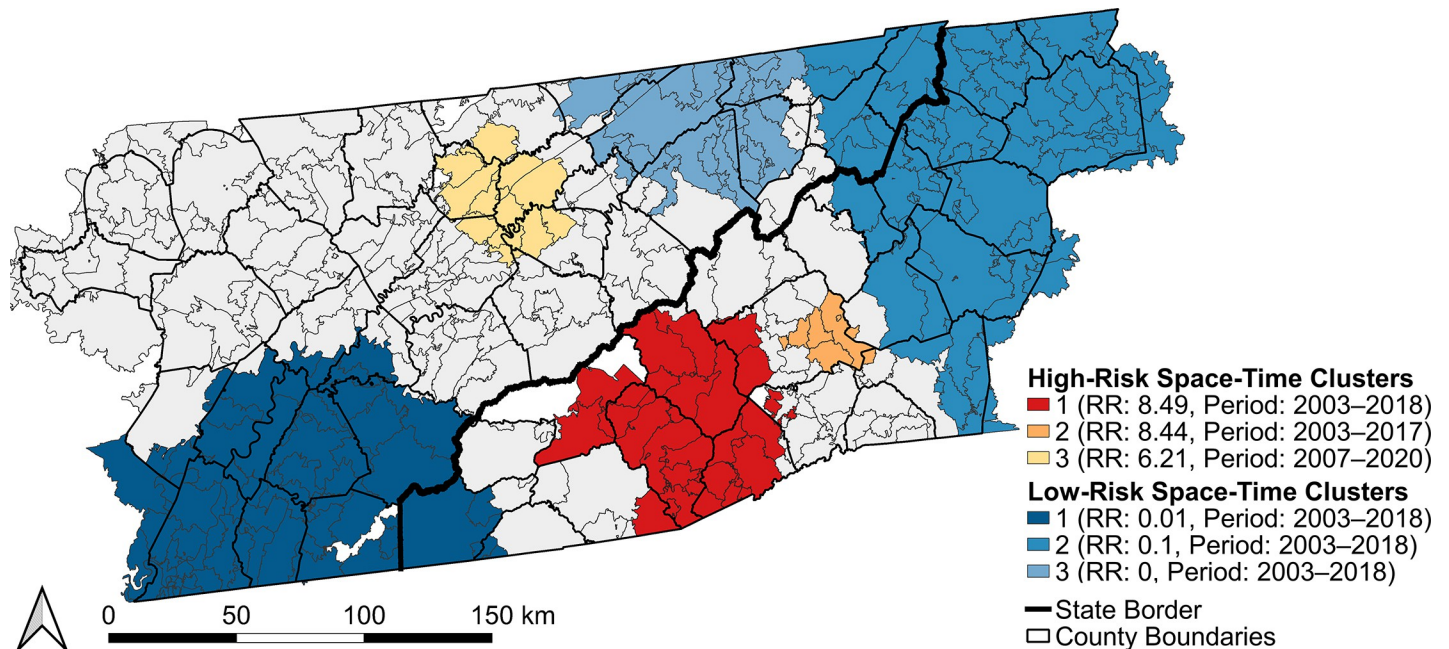 High-Risk Space-Time Clusters
1 (RR: 8.49, Period: 2003–2018)
2 (RR: 8.44, Period: 2003–2017)
3 (RR: 6.21, Period: 2007–2020)
Low-Risk Space-Time Clusters
1 (RR: 0.01, Period: 2003–2018)
2 (RR: 0.1, Period: 2003–2018)
3 (RR: 0, Period: 2003–2018)
State Border
County Boundaries
0 50 100 150 km